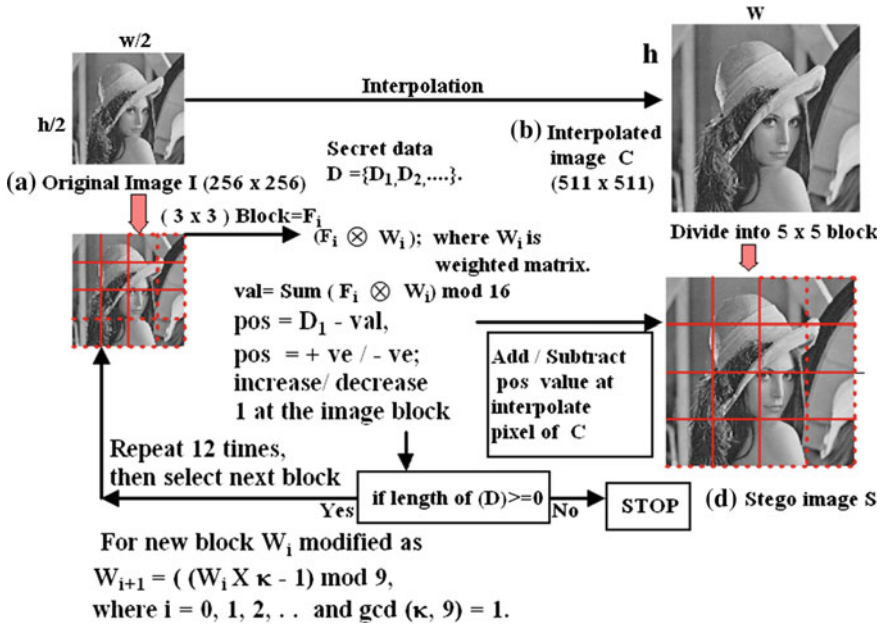 w/2
h/2
(a) Original Image I (256 x 256)
Interpolation
Secret data
D ={D₁,D₂,....}.
W
h
(b) Interpolated
image C
(511 x 511)
( 3 x 3 ) Block=Fᵢ
(Fᵢ ⊗ Wᵢ); where Wᵢ is
weighted matrix.
val= Sum ( Fᵢ ⊗ Wᵢ) mod 16
pos = D₁ - val,
pos = + ve / - ve;
increase/ decrease
1 at the image block
Divide into 5 x 5 block
Add / Subtract
pos value at
interpolate
pixel of C
Repeat 12 times,
then select next block
Yes
if length of (D)>=0
No
STOP
(d) Stego image S
For new block Wᵢ modified as
Wᵢ₊₁ = ( (Wᵢ X κ - 1) mod 9,
where i = 0, 1, 2, . . and gcd (κ, 9) = 1.